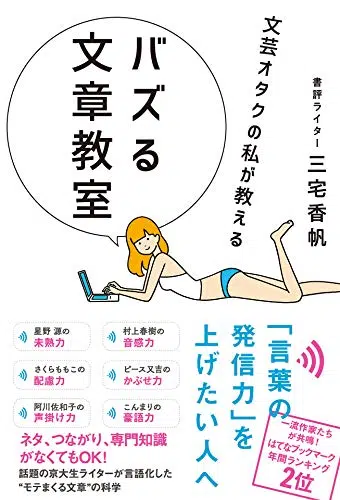 文芸オタクの私が教える
バズる
文章教室
書評ライター 三宅香帆
「言葉の
発信力」を
上げたい人へ
星野 源の
未熟力
村上春樹の
音感力
さくらももこの
配慮力
ピース又吉の
かぶせ力
阿川佐和子の
声掛け力
こんまりの
豪語力
ネタ、つながり、専門知識
がなくてもOK!
話題の京大生ライターが言語化した
“モテまくる文章”の科学
一流作家たち
が共鳴!
はてなブックマーク
年間ランキング
2位